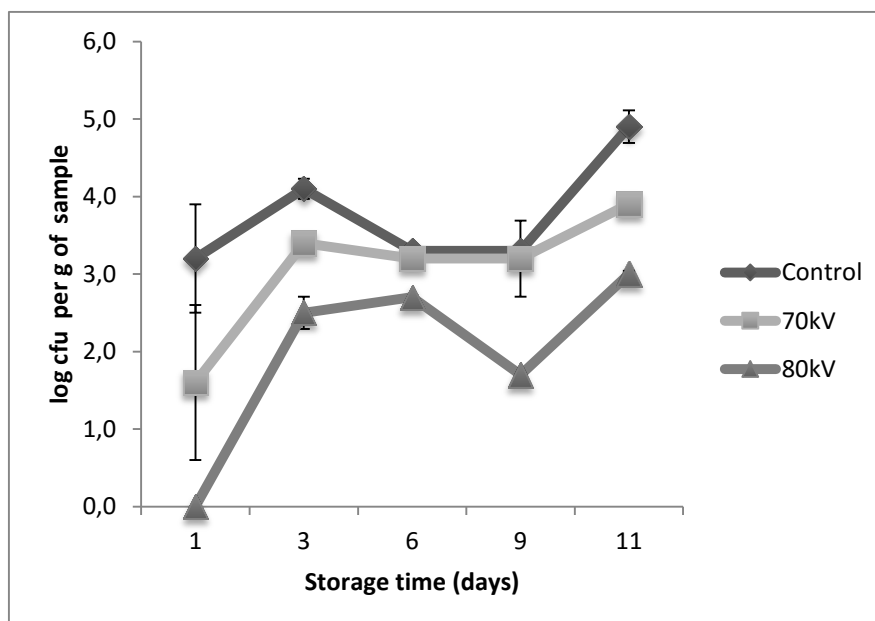 6,0
5,0
4,0
3,0
2,0
1,0
0,0
log cfu per g of sample
1 3 6 9 11
Storage time (days)
Control
70kV
80kV